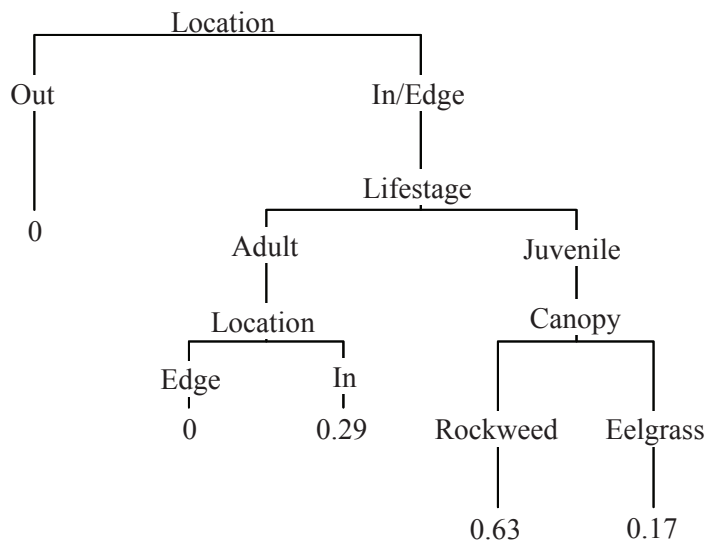 Location
Out In/Edge
Lifestage
0
Adult Juvenile
Location Canopy
Edge In
0 0.29 Rockweed Eelgrass
0.63 0.17